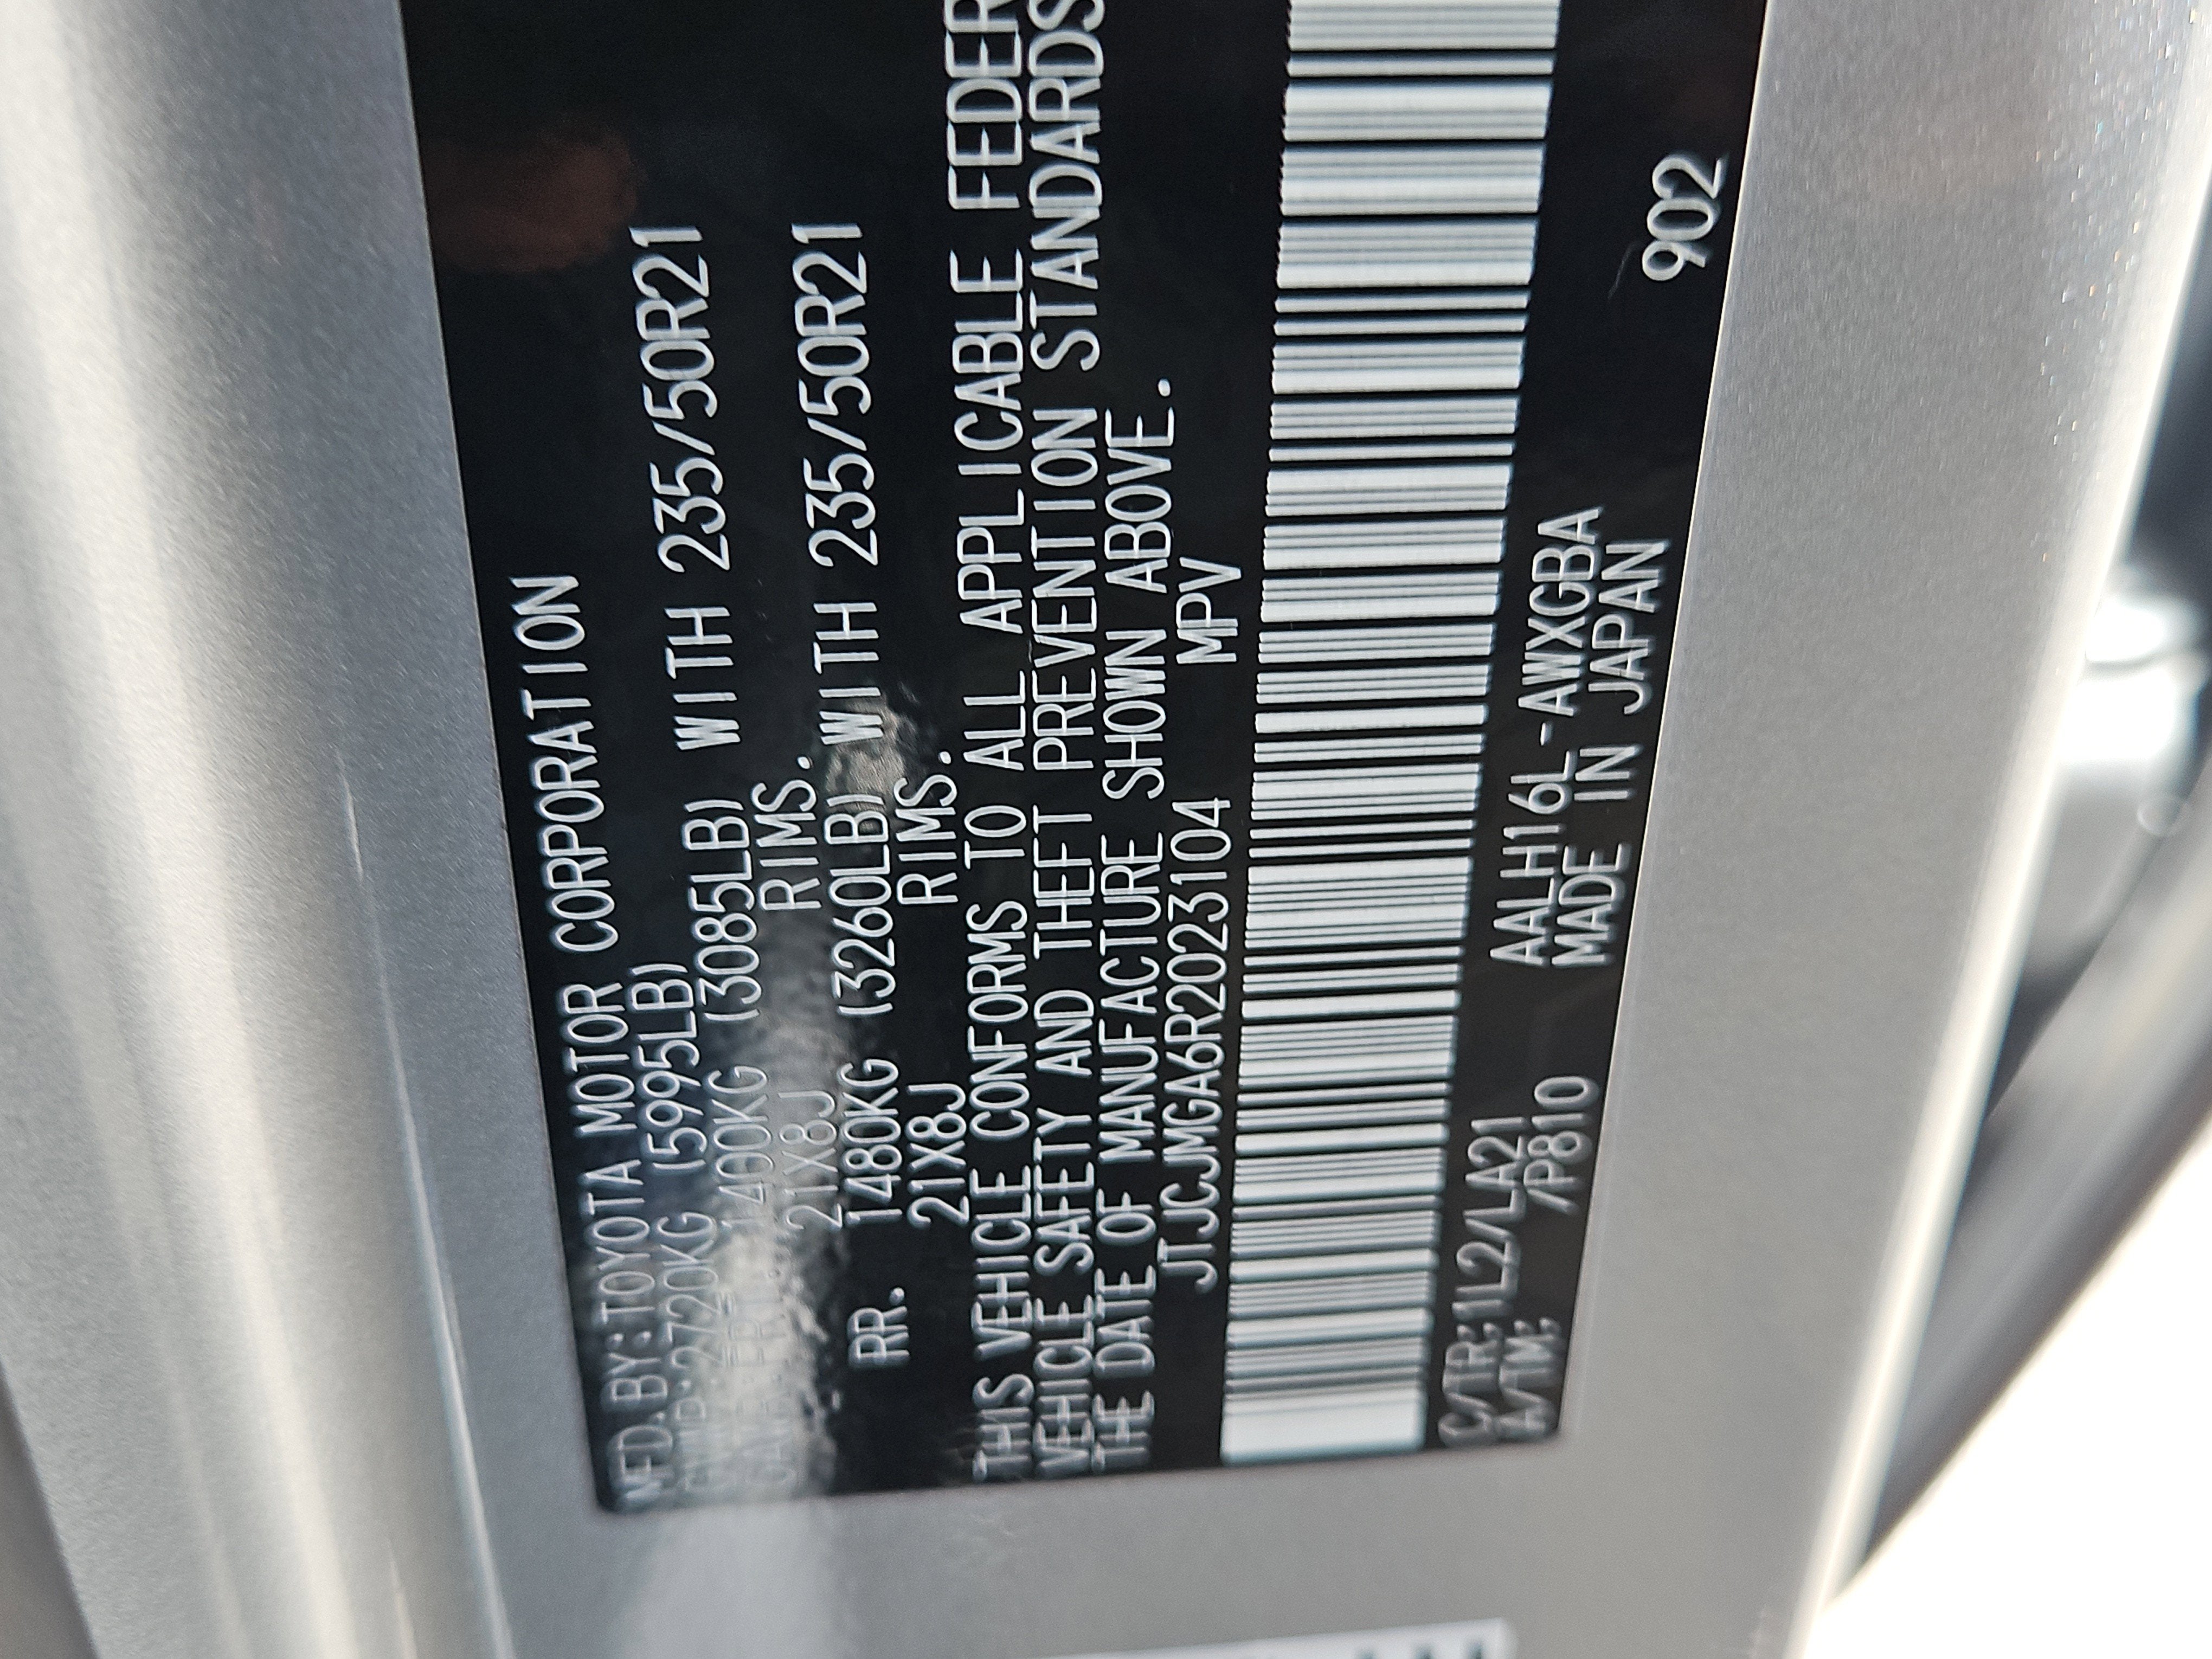 MFD.BY:TOYOTA MOTOR CORPORATION
GVWR:2720KG (5995LB)
GAWR:FRT. 1400KG (3085LB) WITH 235/50R21
21X8J RIMS.
RR. 1480KG (3260LB) WITH 235/50R21
21X8J RIMS.
THIS VEHICLE CONFORMS TO ALL APPLICABLE FEDER
VEHICLE SAFETY AND THEFT PREVENTION STANDARDS
THE DATE OF MANUFACTURE SHOWN ABOVE.
JTJCJMGA6R2023104 MPV
C/TR;1L2/LA21 AALH16L-AWXGBA
A/TM; /P810 MADE IN JAPAN 902